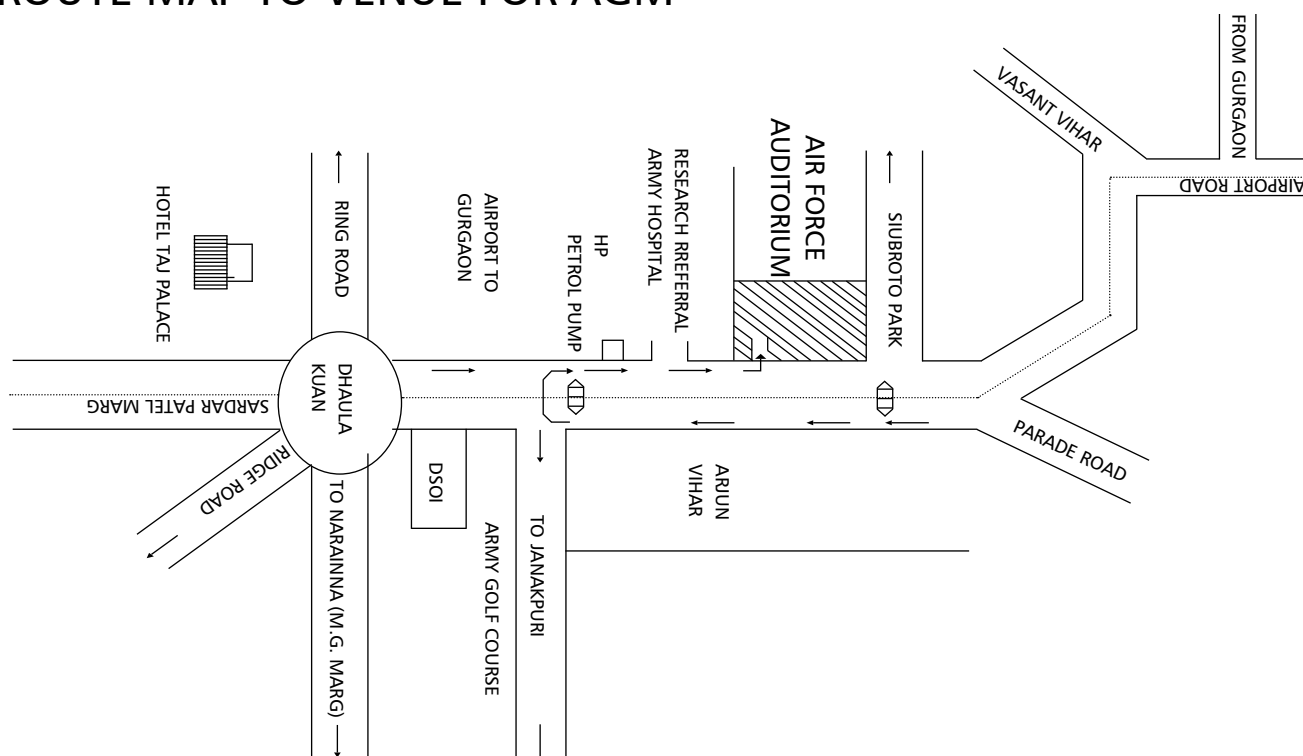 ROUTE MAP TO VENUE FOR AGM
FROM GURGAON
VASANT VIHAR
AIRPORT ROAD
AIR FORCE
AUDITORIUM
RESEARCH RREFERRAL
ARMY HOSPITAL
SIUBROTO PARK
HOTEL TAJ PALACE
RING ROAD
AIRPORT TO
GURGAON
HP
PETROL PUMP
DHAULA
KUAN
SARDAR PATEL MARG
RIDGE ROAD
TO NARAINNA (M.G. MARG)
DSOI
ARMY GOLF COURSE
TO JANAKPURI
ARJUN
VIHAR
PARADE ROAD